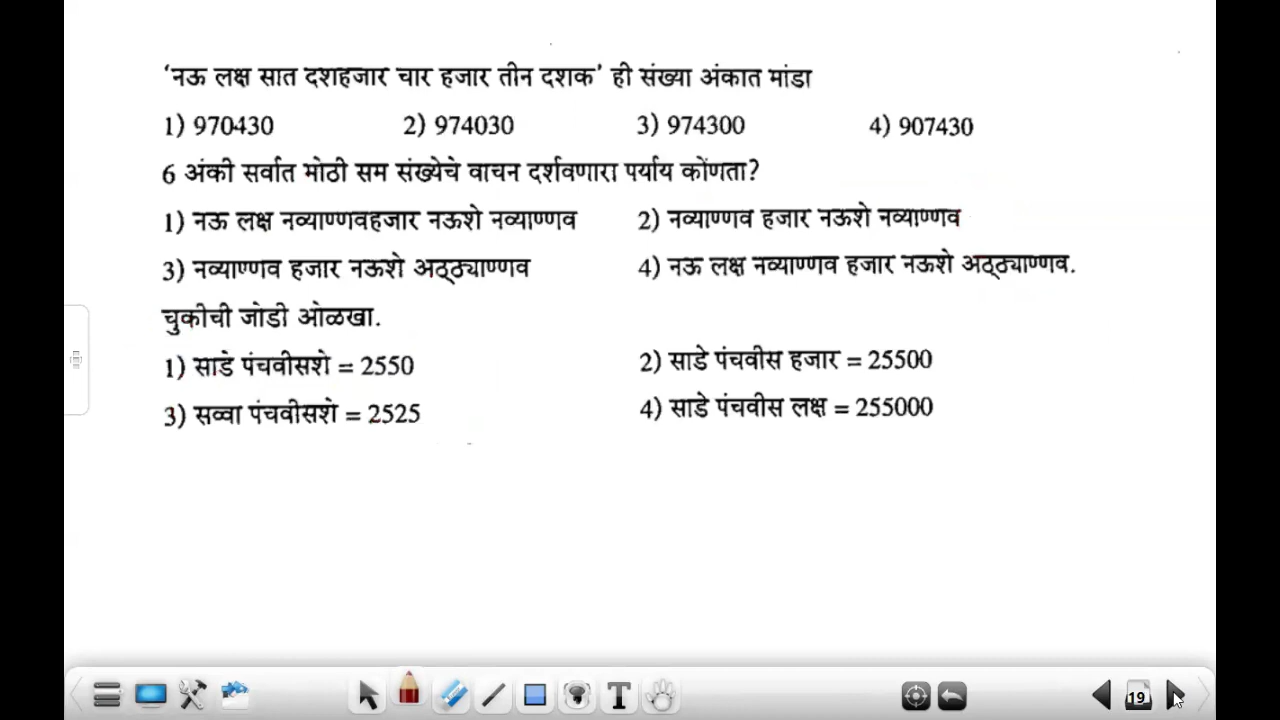 ‘नऊ लक्ष सात दशहजार चार हजार तीन दशक’ ही संख्या अंकात मांडा
1) 970430 2) 974030 3) 974300 4) 907430
6 अंकी सर्वात मोठी सम संख्येचे वाचन दर्शवणारा पर्याय कोंणता?
1) नऊ लक्ष नव्याण्णवहजार नऊशे नव्याण्णव 2) नव्याण्णव हजार नऊशे नव्याण्णव
3) नव्याण्णव हजार नऊशे अठ्ठ्याण्णव 4) नऊ लक्ष नव्याण्णव हजार नऊशे अठ्ठ्याण्णव.
चुकीची जोडी ओळखा.
1) साडे पंचवीसशे = 2550 2) साडे पंचवीस हजार = 25500
3) सव्वा पंचवीसशे = 2525 4) साडे पंचवीस लक्ष = 255000
T 19